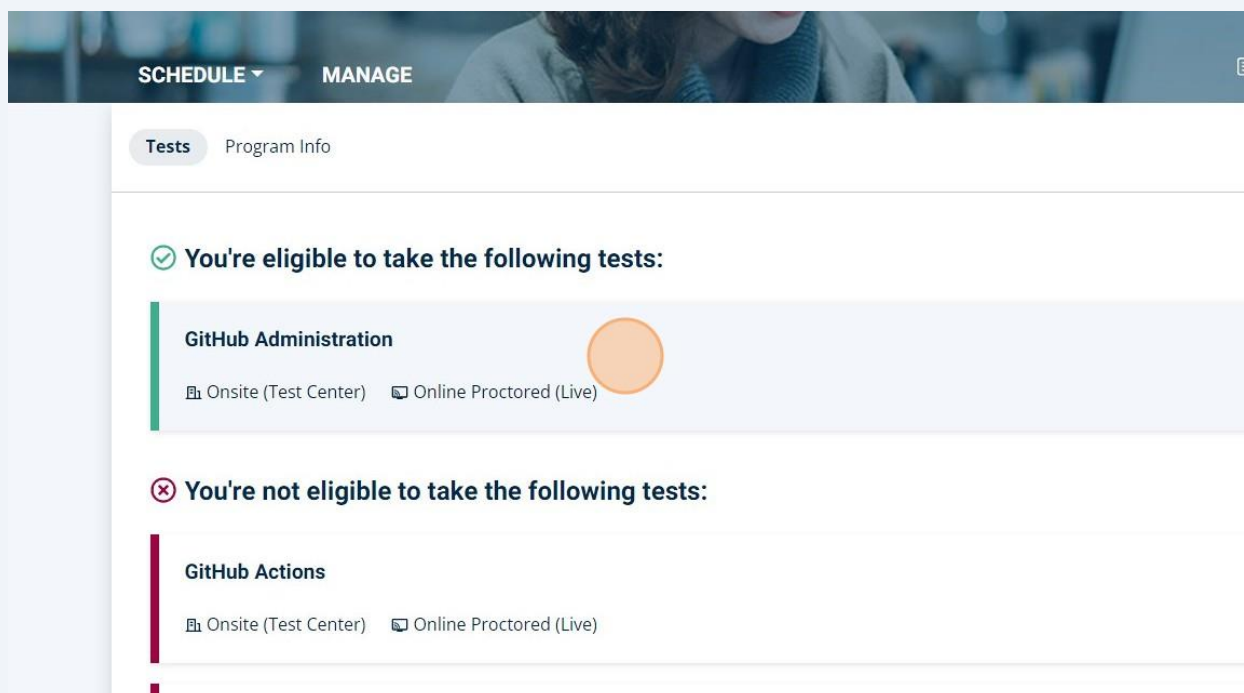 SCHEDULE MANAGE
Tests Program Info
You're eligible to take the following tests:
GitHub Administration
Onsite (Test Center) Online Proctored (Live)
You're not eligible to take the following tests:
GitHub Actions
Onsite (Test Center) Online Proctored (Live)